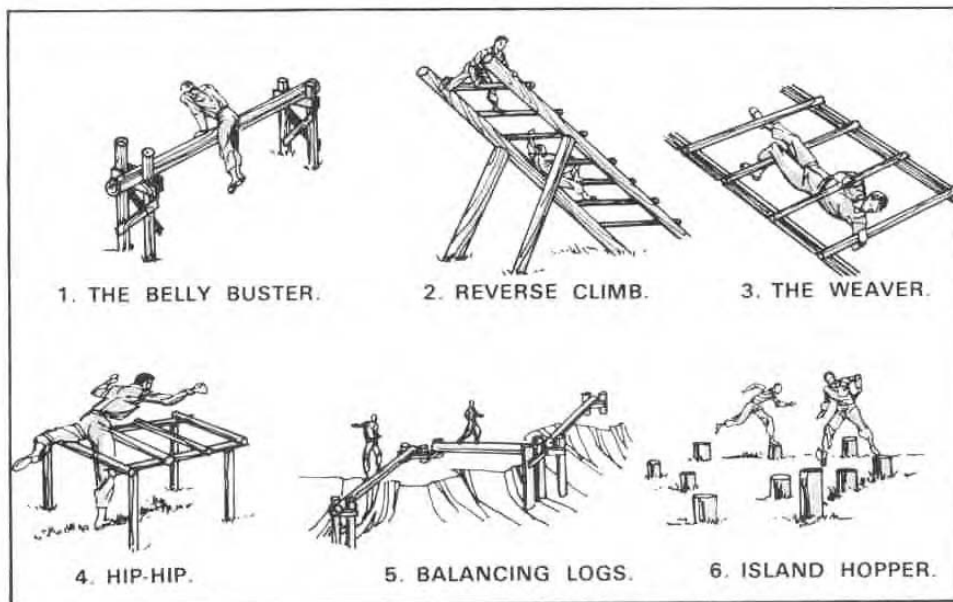 1. THE BELLY BUSTER.
2. REVERSE CLIMB.
3. THE WEAVER.
4. HIP-HIP.
5. BALANCING LOGS.
6. ISLAND HOPPER.